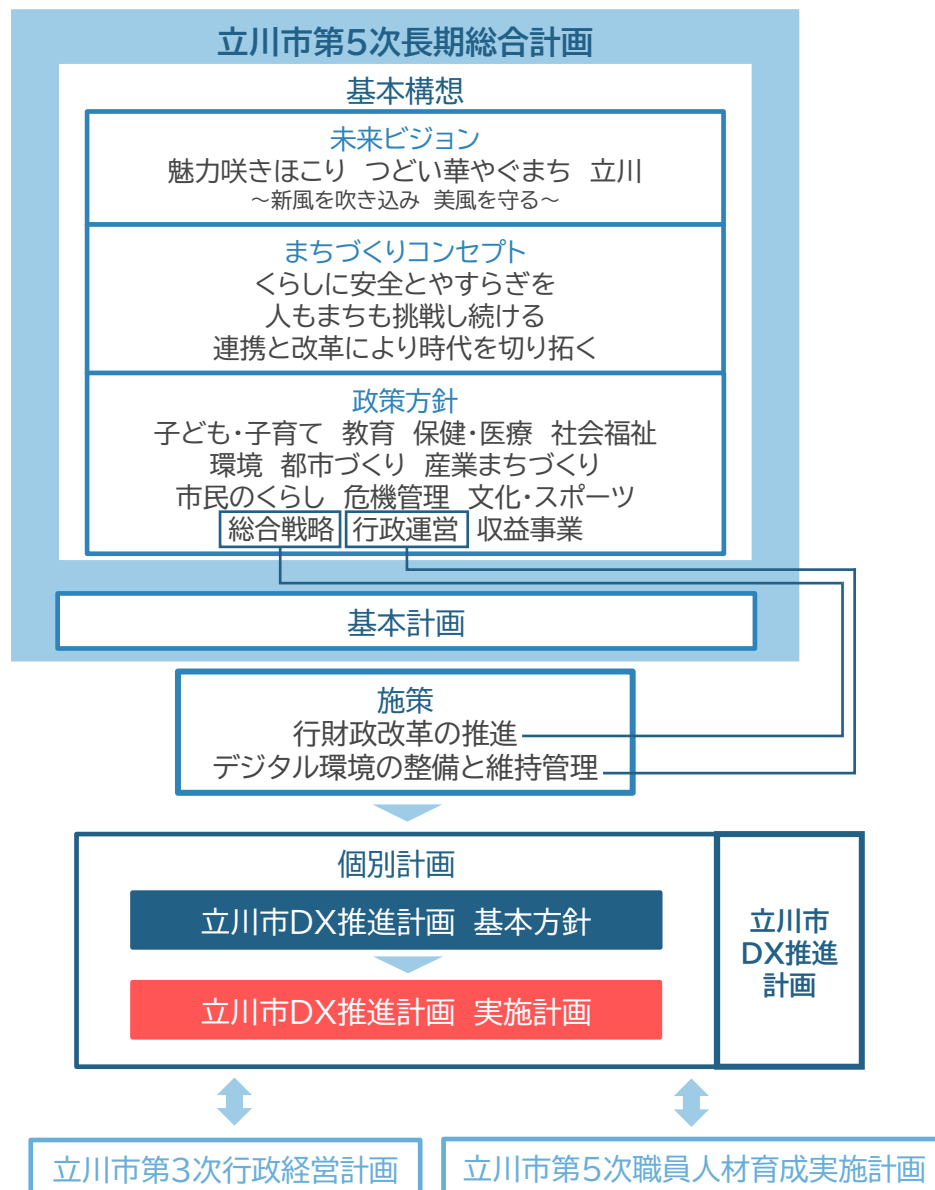 立川市第5次長期総合計画
基本構想
未来ビジョン
魅力咲きほこり つどい華やぐまち 立川
～新風を吹き込み 美風を守る～
まちづくりコンセプト
くらしに安全とやすらぎを
人もまちも挑戦し続ける
連携と改革により時代を切り拓く
政策方針
子ども・子育て 教育 保健・医療 社会福祉
環境 都市づくり 産業まちづくり
市民のくらし 危機管理 文化・スポーツ
総合戦略 行政運営 収益事業
基本計画
施策
行財政改革の推進
デジタル環境の整備と維持管理
個別計画
立川市DX推進計画 基本方針
立川市DX推進計画 実施計画
立川市
DX推進
計画
立川市第3次行政経営計画
立川市第5次職員人材育成実施計画